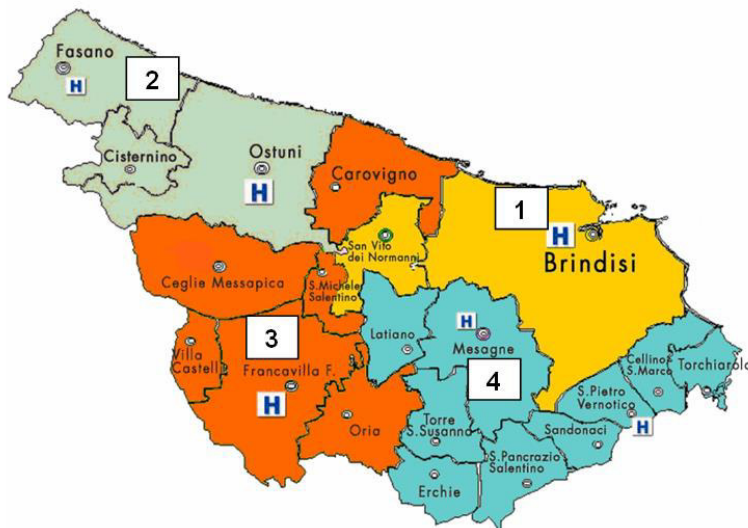 Fasano
H
2
Cisternino
Ostuni
H
Carovigno
1
H
Brindisi
San Vito
dei Normanni
Ceglie Messapica
S.Michele
Salentino
Latiano
H
Mesagne
Villa
Castelli
3
Francavilla F.
H
4
Cellino
S.Marco
Torchiarolo
S.Pietro
Vernotico
H
Oria
Torre
S.Susanna
Sandonaci
S.Pancrazio
Salentino
Erchie